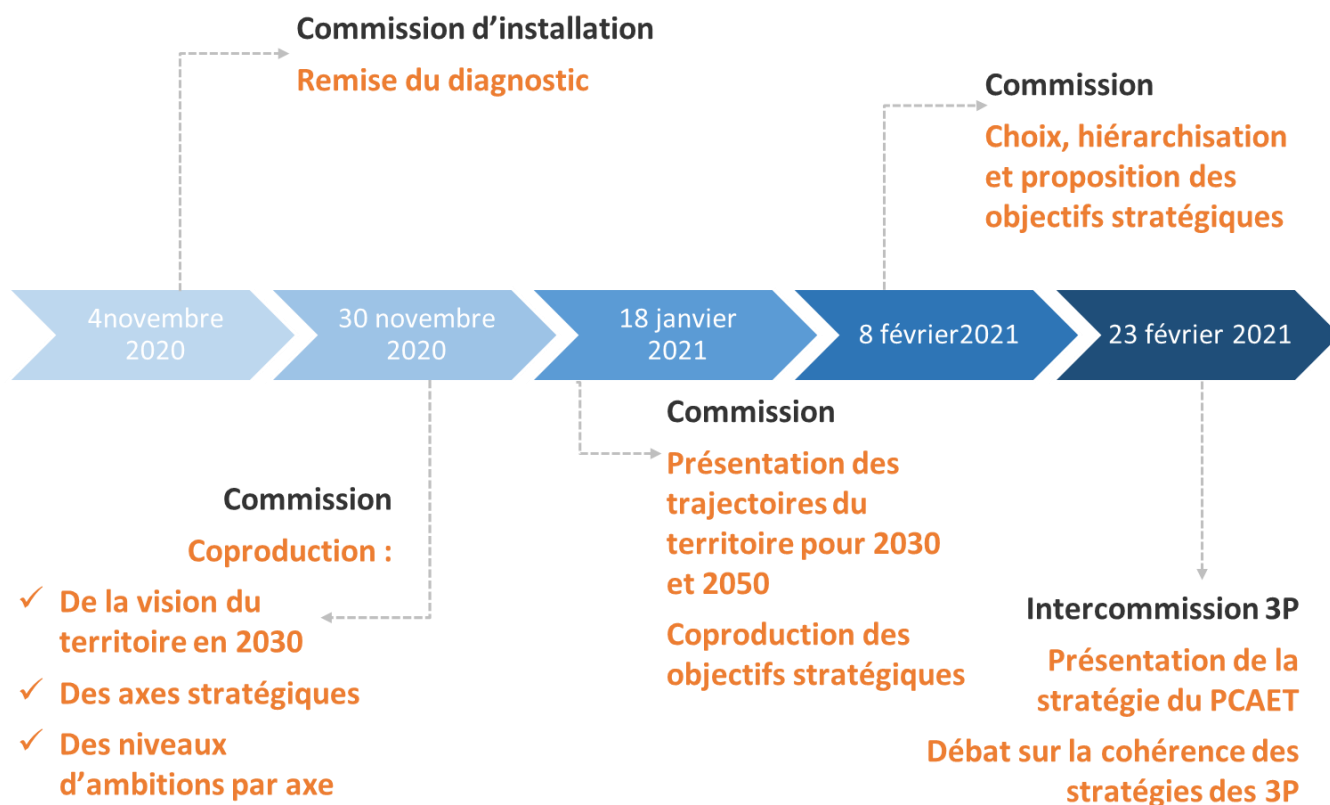 Commission d'installation
Remise du diagnostic
Commission
Choix, hiérarchisation
et proposition des
objectifs stratégiques
4novembre
2020
30 novembre
2020
18 janvier
2021
8 février2021
23 février 2021
Commission
Coproduction :
✓ De la vision du
territoire en 2030
✓ Des axes stratégiques
✓ Des niveaux
d'ambitions par axe
Commission
Présentation des
trajectoires du
territoire pour 2030
et 2050
Coproduction des
objectifs stratégiques
Intercommission 3P
Présentation de la
stratégie du PCAET
Débat sur la cohérence des
stratégies des 3P